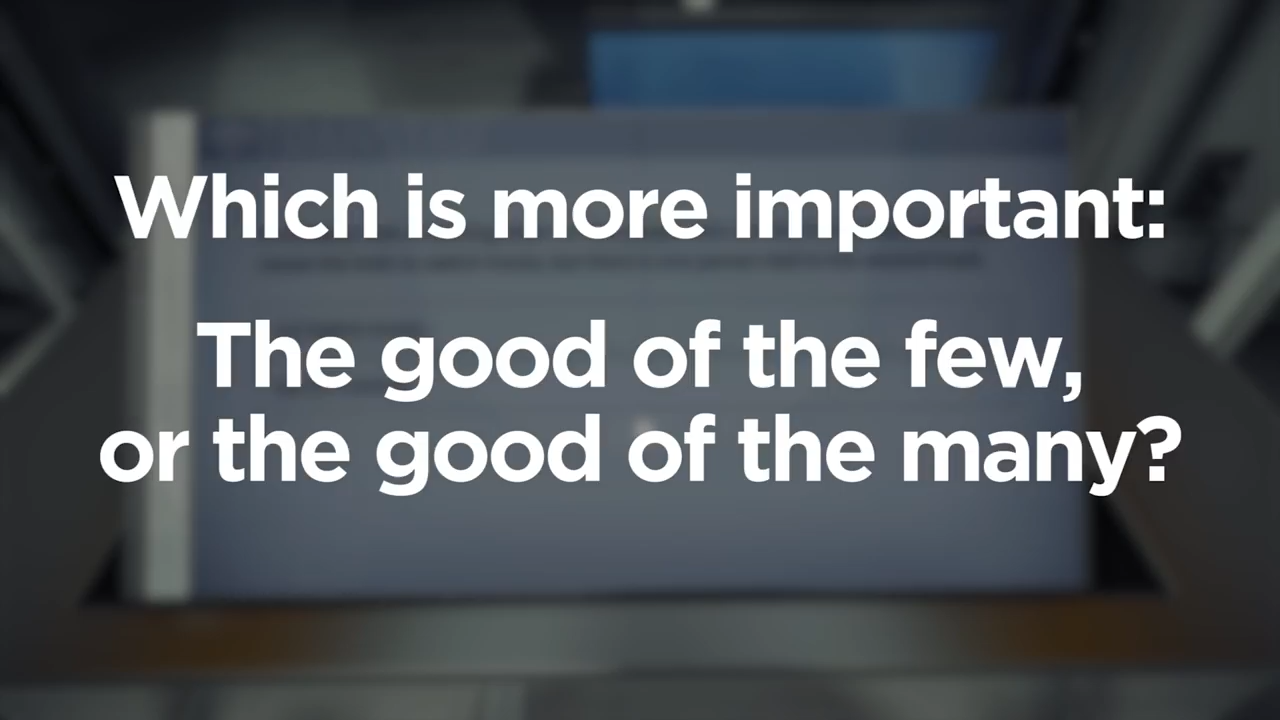 Which is more important:
The good of the few,
or the good of the many?